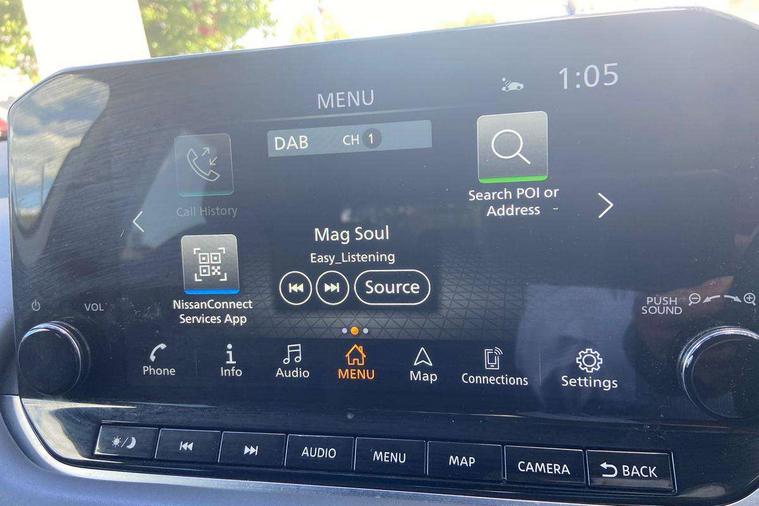 MENU
1:05
DAB CH 1
Call History
Search POI or
Address
Mag Soul
Easy_Listening
Source
NissanConnect
Services App
VOL
PUSH
SOUND
Phone
Info
Audio
MENU
Map
Connections
Settings
AUDIO
MENU
MAP
CAMERA
BACK